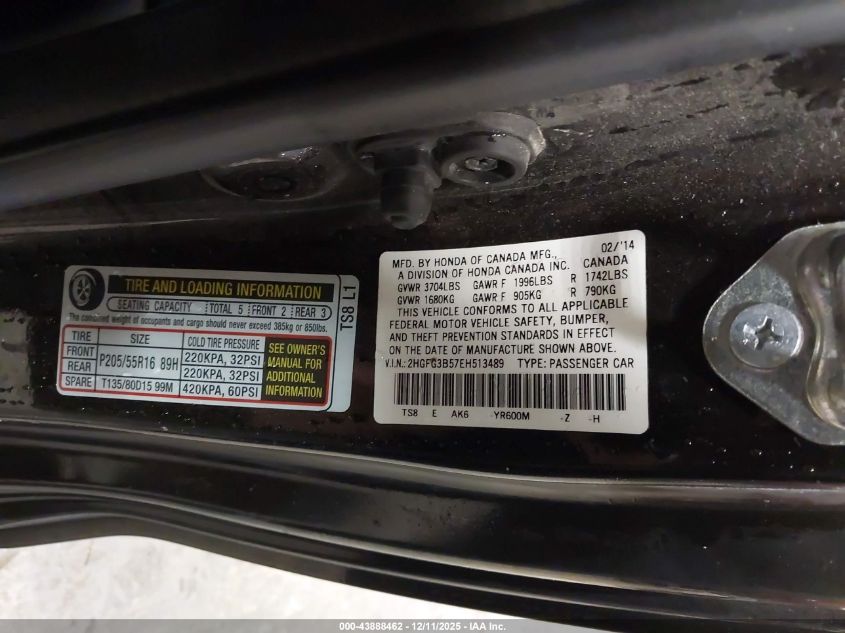 TIRE AND LOADING INFORMATION
SEATING CAPACITY TOTAL 5 FRONT 2 REAR 3
The combined weight of occupants and cargo should never exceed 385kg or 850lbs.
TIRE SIZE COLD TIRE PRESSURE
FRONT P205/55R16 89H 220KPA, 32PSI
REAR 220KPA, 32PSI
SPARE T135/80D15 99M 420KPA, 60PSI
SEE OWNER'S
MANUAL FOR
ADDITIONAL
INFORMATION
TS8 L1
MFD. BY HONDA OF CANADA MFG., 02/'14
A DIVISION OF HONDA CANADA INC. CANADA
GVWR 3704LBS GAWR F 1996LBS R 1742LBS
GVWR 1680KG GAWR F 905KG R 790KG
THIS VEHICLE CONFORMS TO ALL APPLICABLE
FEDERAL MOTOR VEHICLE SAFETY, BUMPER,
AND THEFT PREVENTION STANDARDS IN EFFECT
ON THE DATE OF MANUFACTURE SHOWN ABOVE.
V.I.N.: 2HGFG3B57EH513489 TYPE: PASSENGER CAR
TS8 E AK6 -YR600M -Z -H
000-43888462 - 12/11/2025 - IAA Inc.